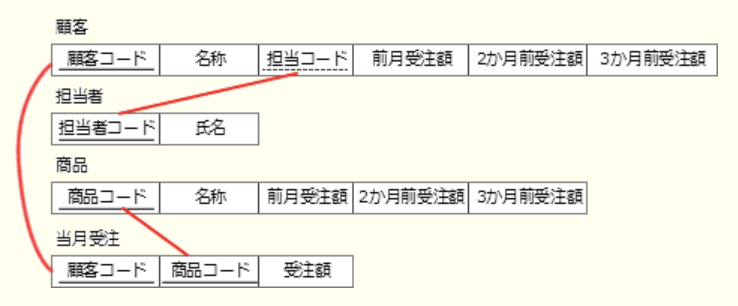 顧客
顧客コード 名称 担当コード 前月受注額 2か月前受注額 3か月前受注額
担当者
担当者コード 氏名
商品
商品コード 名称 前月受注額 2か月前受注額 3か月前受注額
当月受注
顧客コード 商品コード 受注額